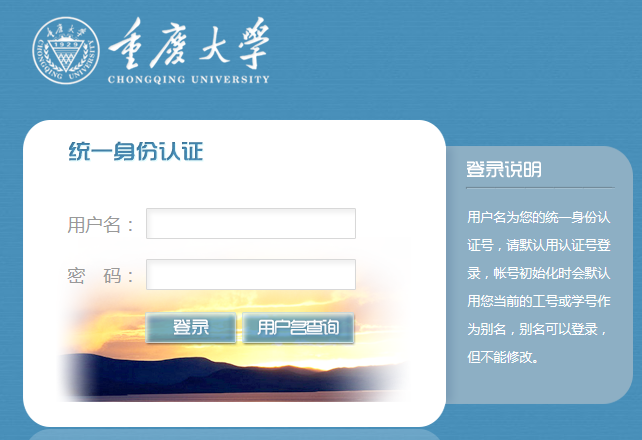 重庆大学
CHONGQING UNIVERSITY
CHONGQING UNIVERSITY
1929
统一身份认证
用户名：
密 码：
登录
用户名查询
登录说明
用户名为您的统一身份认
证号，请默认用认证号登
录，帐号初始化时会默认
用您当前的工号或学号作
为别名，别名可以登录，
但不能修改。